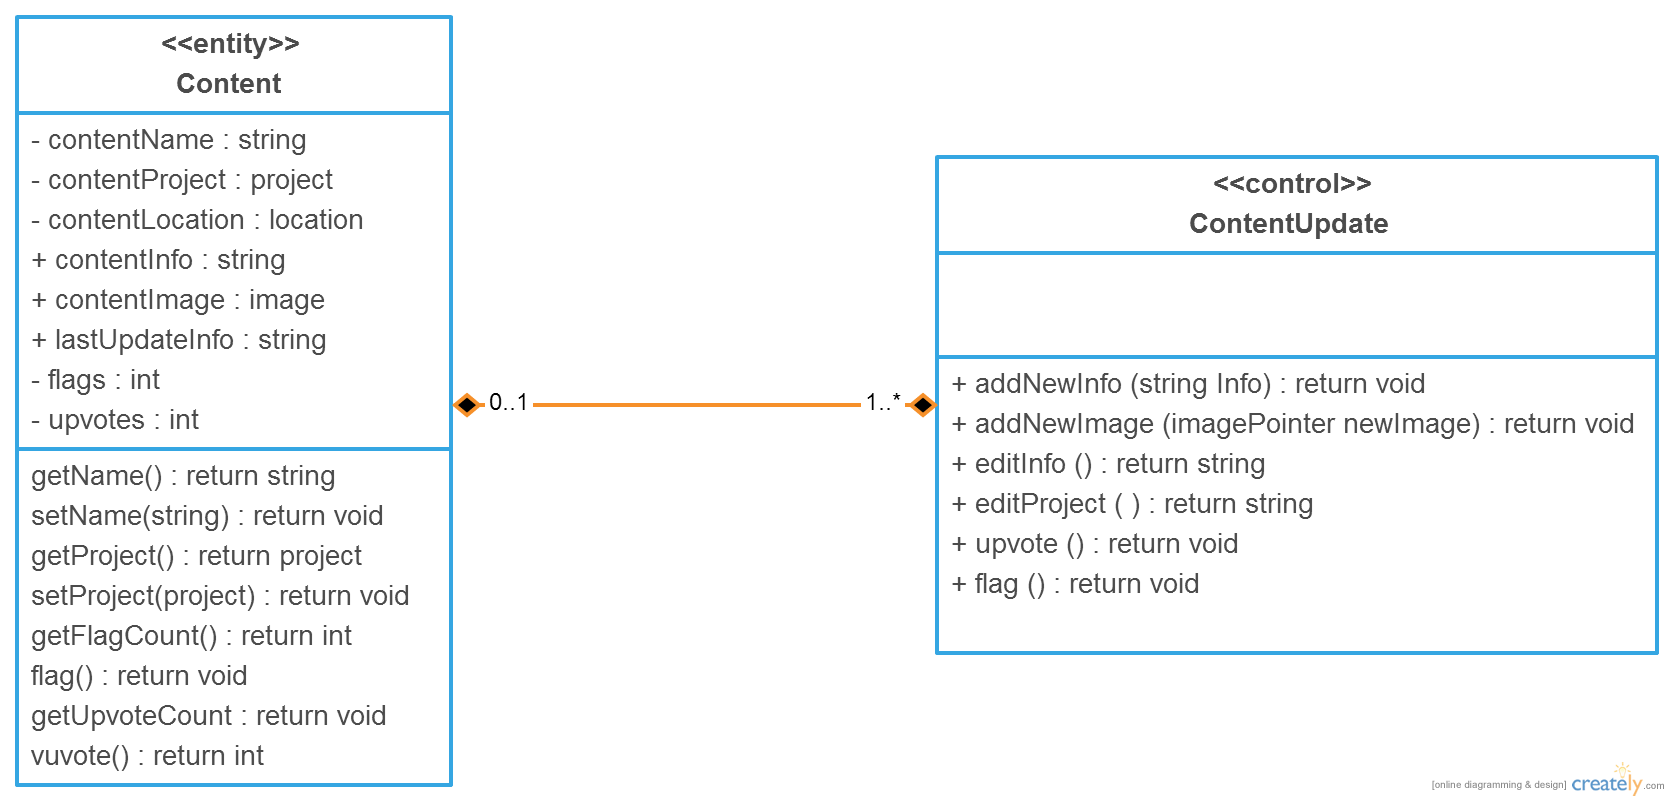 <<entity>>
Content
- contentName : string
- contentProject : project
- contentLocation : location
+ contentInfo : string
+ contentImage : image
+ lastUpdateInfo : string
- flags : int
- upvotes : int
getName() : return string
setName(string) : return void
getProject() : return project
setProject(project) : return void
getFlagCount() : return int
flag() : return void
getUpvoteCount : return void
vuvote() : return int
0..1
1..*
<<control>>
ContentUpdate
+ addNewInfo (string Info) : return void
+ addNewImage (imagePointer newImage) : return void
+ editInfo () : return string
+ editProject ( ) : return string
+ upvote () : return void
+ flag () : return void
[online diagramming & design] creately.com